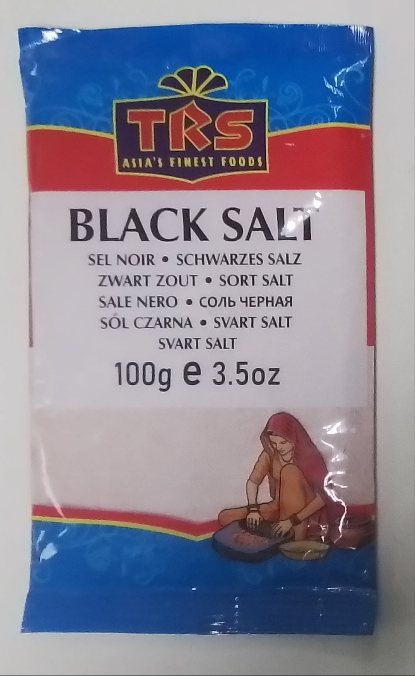 TRS
ASIA'S FINEST FOODS
BLACK SALT
SEL NOIR • SCHWARZES SALZ
ZWART ZOUT • SORT SALT
SALE NERO • СОЛЬ ЧЕРНАЯ
SÓL CZARNA • SVART SALT
SVART SALT
100g e 3.5oz